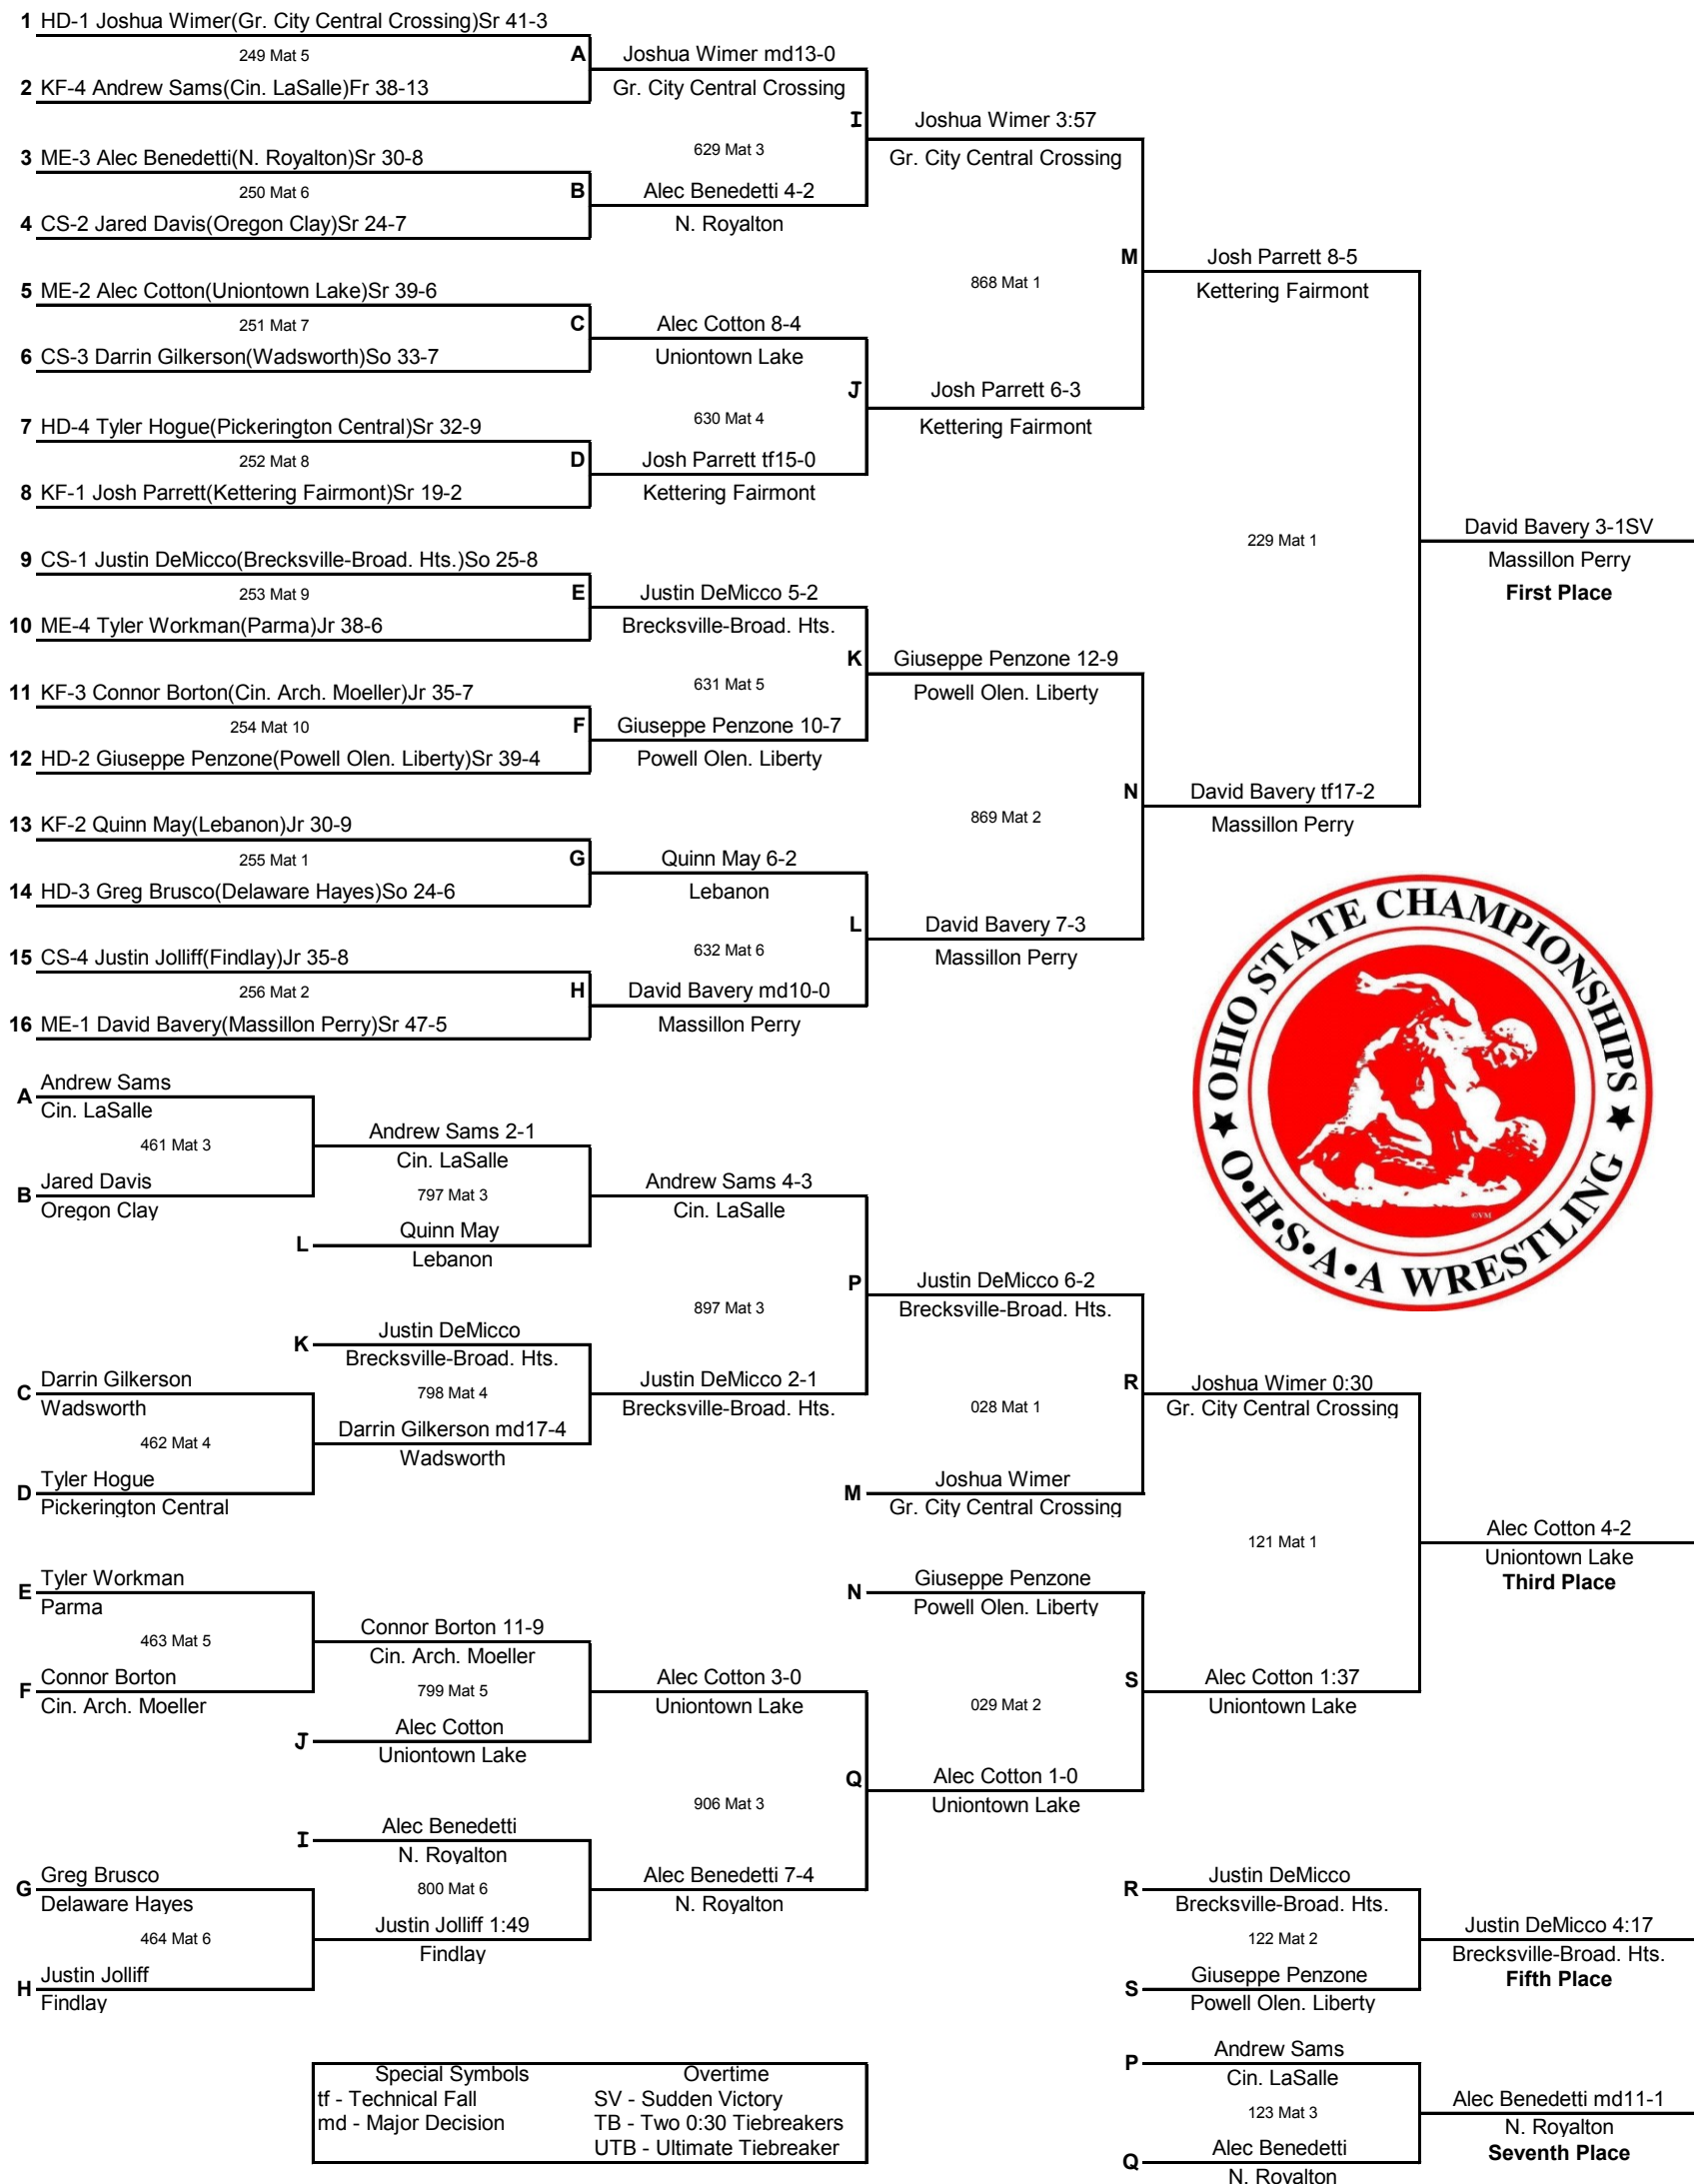 1 HD-1 Joshua Wimer(Gr. City Central Crossing)Sr 41-3
249 Mat 5
A
2 KF-4 Andrew Sams(Cin. LaSalle)Fr 38-13
Joshua Wimer md13-0
Gr. City Central Crossing
3 ME-3 Alec Benedetti(N. Royalton)Sr 30-8
250 Mat 6
B
4 CS-2 Jared Davis(Oregon Clay)Sr 24-7
629 Mat 3
I
Alec Benedetti 4-2
N. Royalton
Joshua Wimer 3:57
Gr. City Central Crossing
5 ME-2 Alec Cotton(Uniontown Lake)Sr 39-6
251 Mat 7
C
6 CS-3 Darrin Gilkerson(Wadsworth)So 33-7
Alec Cotton 8-4
Uniontown Lake
7 HD-4 Tyler Hogue(Pickerington Central)Sr 32-9
252 Mat 8
D
8 KF-1 Josh Parrett(Kettering Fairmont)Sr 19-2
630 Mat 4
J
Josh Parrett tf15-0
Kettering Fairmont
Josh Parrett 6-3
Kettering Fairmont
868 Mat 1
M
Josh Parrett 8-5
Kettering Fairmont
9 CS-1 Justin DeMicco(Brecksville-Broad. Hts.)So 25-8
253 Mat 9
E
10 ME-4 Tyler Workman(Parma)Jr 38-6
Justin DeMicco 5-2
Brecksville-Broad. Hts.
11 KF-3 Connor Borton(Cin. Arch. Moeller)Jr 35-7
254 Mat 10
F
12 HD-2 Giuseppe Penzone(Powell Olen. Liberty)Sr 39-4
631 Mat 5
K
Giuseppe Penzone 10-7
Powell Olen. Liberty
Giuseppe Penzone 12-9
Powell Olen. Liberty
13 KF-2 Quinn May(Lebanon)Jr 30-9
255 Mat 1
G
14 HD-3 Greg Brusco(Delaware Hayes)So 24-6
Quinn May 6-2
Lebanon
15 CS-4 Justin Jolliff(Findlay)Jr 35-8
256 Mat 2
H
16 ME-1 David Bavery(Massillon Perry)Sr 47-5
632 Mat 6
L
David Bavery md10-0
Massillon Perry
David Bavery 7-3
Massillon Perry
869 Mat 2
N
David Bavery tf17-2
Massillon Perry
229 Mat 1
David Bavery 3-1SV
Massillon Perry
First Place
★ OHIO STATE CHAMPIONSHIPS ★
O•H•S•A•A WRESTLING
©VM
A Andrew Sams
Cin. LaSalle
461 Mat 3
B Jared Davis
Oregon Clay
Andrew Sams 2-1
Cin. LaSalle
797 Mat 3
L Quinn May
Lebanon
Andrew Sams 4-3
Cin. LaSalle
K Justin DeMicco
Brecksville-Broad. Hts.
C Darrin Gilkerson
Wadsworth
462 Mat 4
D Tyler Hogue
Pickerington Central
798 Mat 4
Darrin Gilkerson md17-4
Wadsworth
Justin DeMicco 2-1
Brecksville-Broad. Hts.
897 Mat 3
P
Justin DeMicco 6-2
Brecksville-Broad. Hts.
028 Mat 1
R
M Joshua Wimer
Gr. City Central Crossing
Joshua Wimer 0:30
Gr. City Central Crossing
E Tyler Workman
Parma
463 Mat 5
F Connor Borton
Cin. Arch. Moeller
Connor Borton 11-9
Cin. Arch. Moeller
799 Mat 5
J Alec Cotton
Uniontown Lake
Alec Cotton 3-0
Uniontown Lake
I Alec Benedetti
N. Royalton
G Greg Brusco
Delaware Hayes
464 Mat 6
H Justin Jolliff
Findlay
800 Mat 6
Justin Jolliff 1:49
Findlay
Alec Benedetti 7-4
N. Royalton
906 Mat 3
Q
Alec Cotton 1-0
Uniontown Lake
N Giuseppe Penzone
Powell Olen. Liberty
029 Mat 2
S
Alec Cotton 1:37
Uniontown Lake
121 Mat 1
Alec Cotton 4-2
Uniontown Lake
Third Place
R Justin DeMicco
Brecksville-Broad. Hts.
122 Mat 2
S Giuseppe Penzone
Powell Olen. Liberty
Justin DeMicco 4:17
Brecksville-Broad. Hts.
Fifth Place
P Andrew Sams
Cin. LaSalle
123 Mat 3
Q Alec Benedetti
N. Royalton
Alec Benedetti md11-1
N. Royalton
Seventh Place
Special Symbols
tf - Technical Fall
md - Major Decision
Overtime
SV - Sudden Victory
TB - Two 0:30 Tiebreakers
UTB - Ultimate Tiebreaker